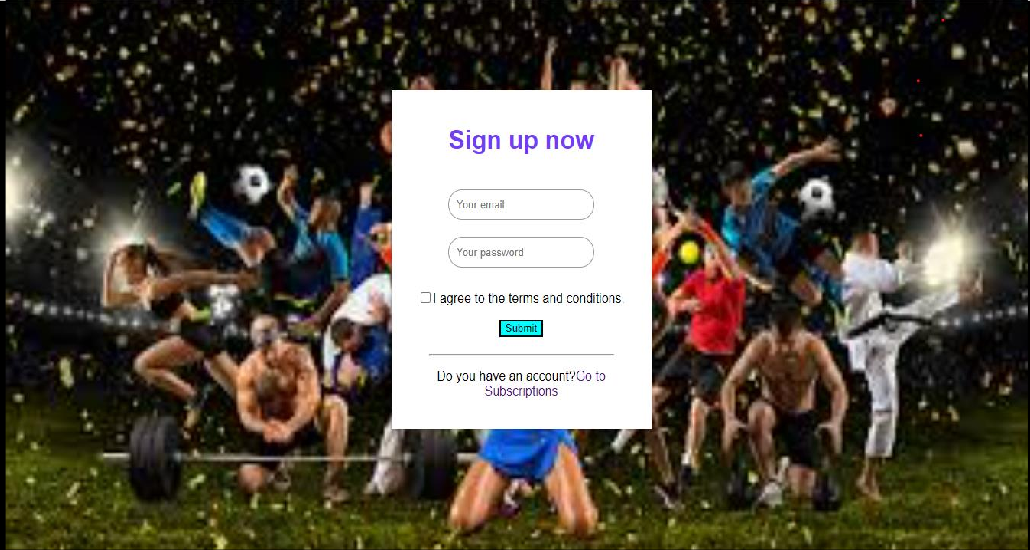 Sign up now
Your email
Your password
I agree to the terms and conditions
Submit
Do you have an account?Go to
Subscriptions